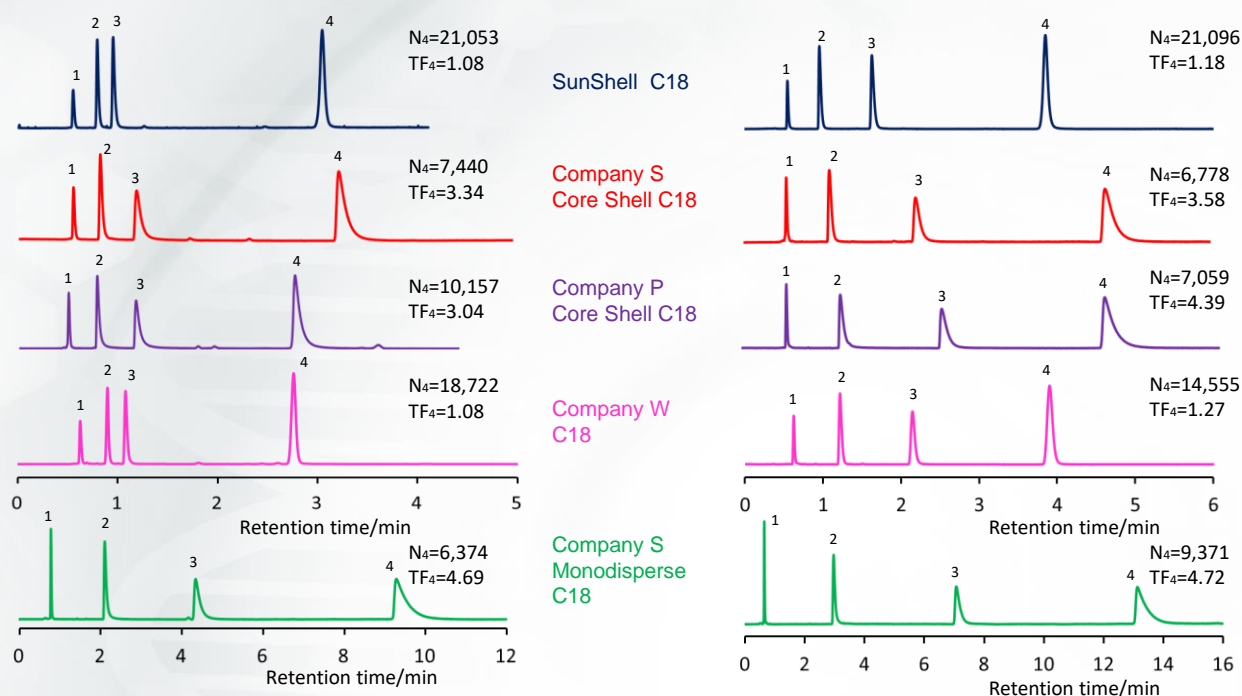 1
2
3
4
N₄=21,053
TF₄=1.08
SunShell C18
1
2
3
4
N₄=21,096
TF₄=1.18
1
2
3
4
N₄=7,440
TF₄=3.34
Company S
Core Shell C18
1
2
3
4
N₄=6,778
TF₄=3.58
1
2
3
4
N₄=10,157
TF₄=3.04
Company P
Core Shell C18
1
2
3
4
N₄=7,059
TF₄=4.39
1
2
3
4
N₄=18,722
TF₄=1.08
Company W
C18
1
2
3
4
N₄=14,555
TF₄=1.27
0 1 2 3 4 5
Retention time/min
0 1 2 3 4 5 6
Retention time/min
1
2
3
4
N₄=6,374
TF₄=4.69
Company S
Monodisperse
C18
1
2
3
4
N₄=9,371
TF₄=4.72
0 2 4 6 8 10 12
Retention time/min
0 2 4 6 8 10 12 14 16
Retention time/min